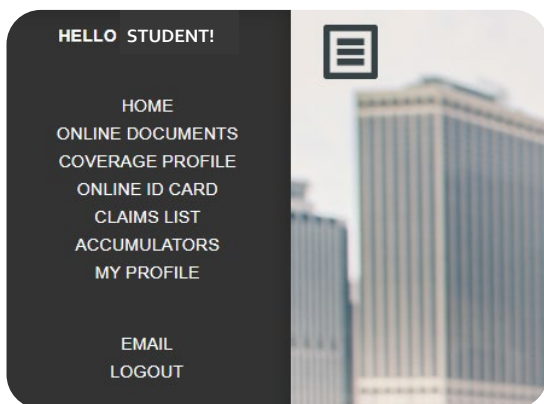 HELLO STUDENT!
HOME
ONLINE DOCUMENTS
COVERAGE PROFILE
ONLINE ID CARD
CLAIMS LIST
ACCUMULATORS
MY PROFILE
EMAIL
LOGOUT